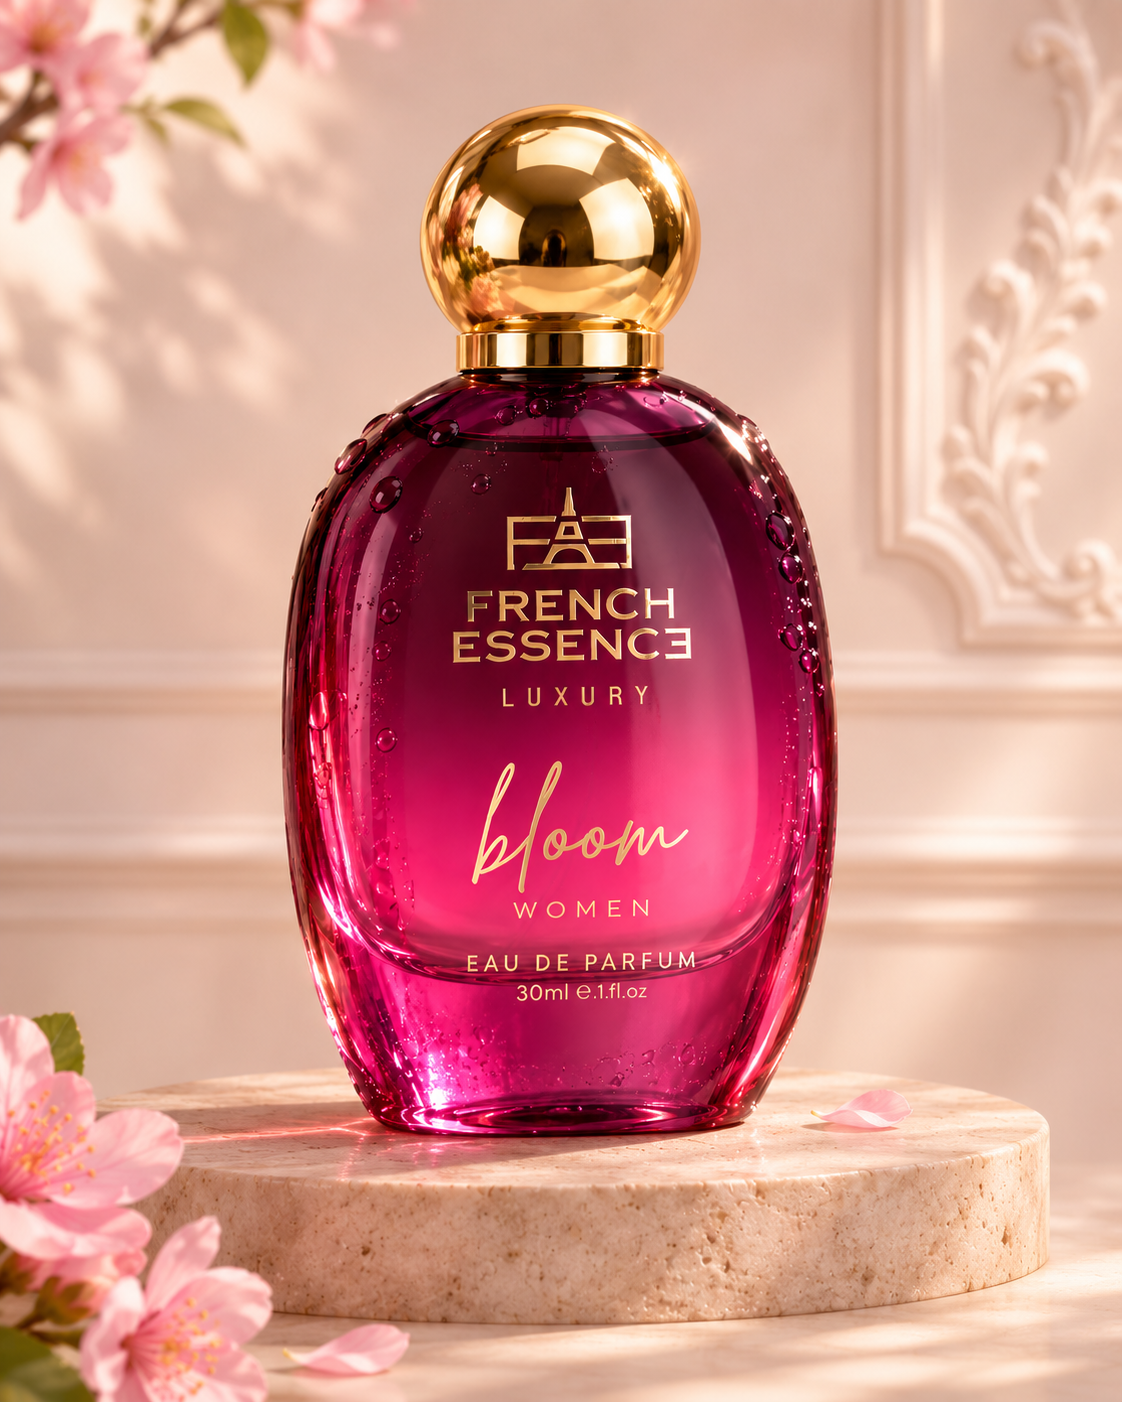 FRENCH
ESSENCE
LUXURY
bloom
WOMEN
EAU DE PARFUM
30ml e.1.fl.oz